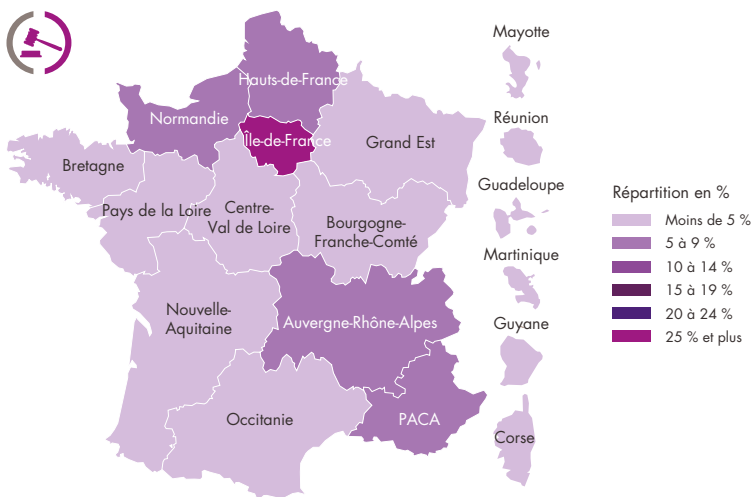 Mayotte
Hauts-de-France
Normandie
Réunion
Île-de-France
Grand Est
Bretagne
Guadeloupe
Pays de la Loire
Centre-
Val de Loire
Bourgogne-
Franche-Comté
Martinique
Nouvelle-
Aquitaine
Auvergne-Rhône-Alpes
Guyane
Occitanie
PACA
Corse
Répartition en %
Moins de 5 %
5 à 9 %
10 à 14 %
15 à 19 %
20 à 24 %
25 % et plus